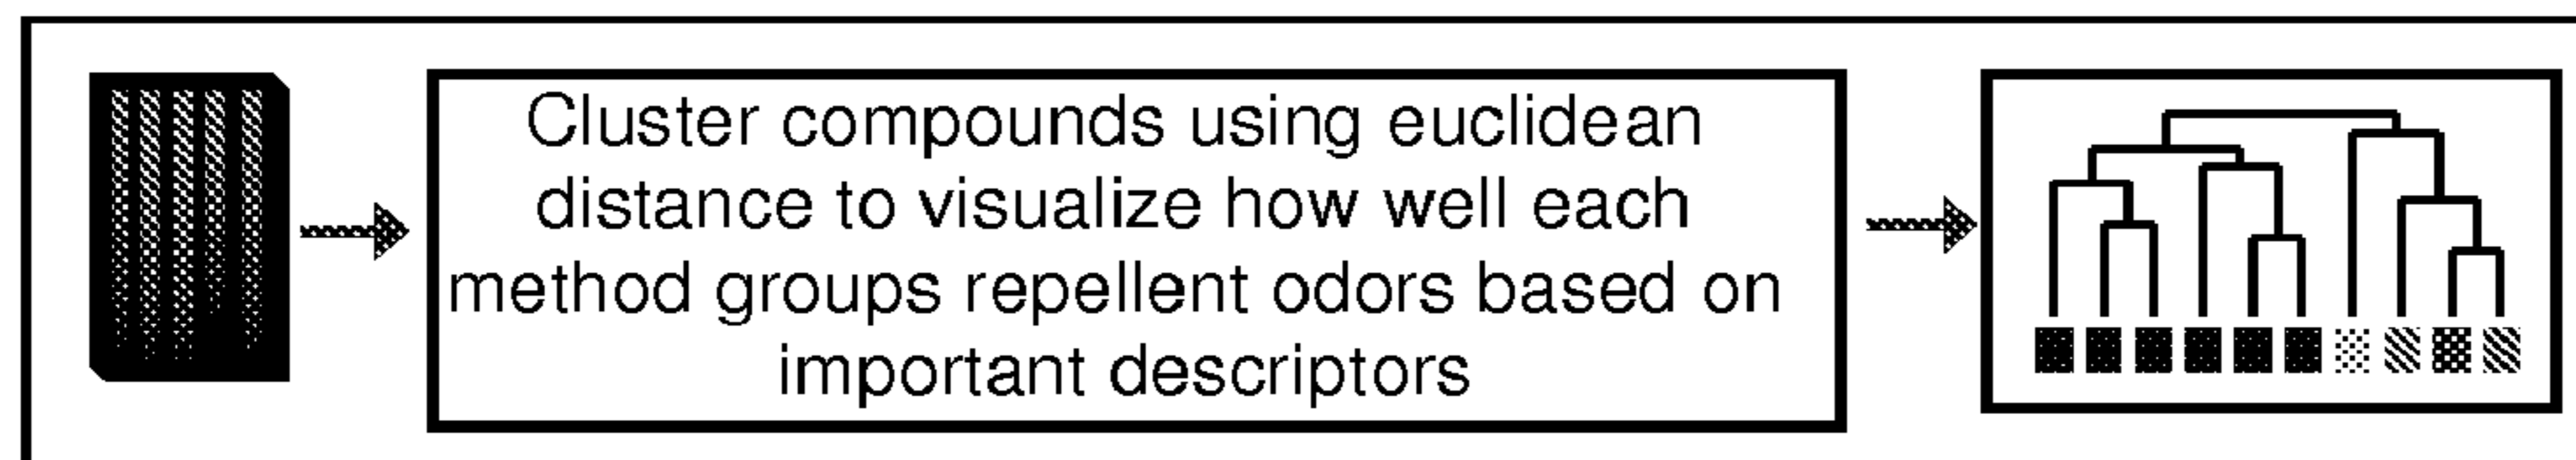 Cluster compounds using euclidean
distance to visualize how well each
method groups repellent odors based on
important descriptors